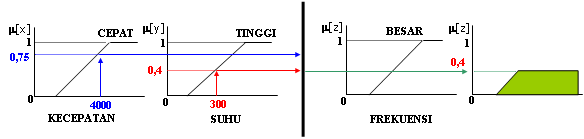 μ[x]
CEPAT
1
0,75
0
4000
KECEPATAN
μ[y]
TINGGI
1
0,4
0
300
SUHU
μ[z]
BESAR
1
0
FREKUENSI
μ[z]
1
0,4
0